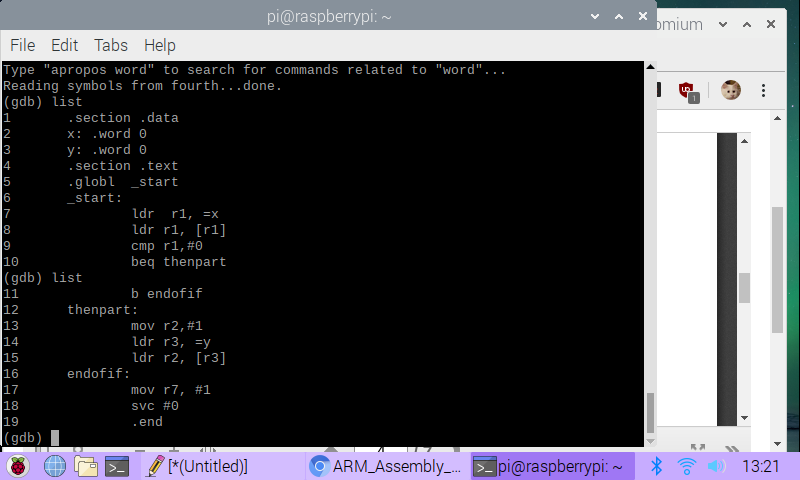 pi@raspberrypi: ~
omium
File Edit Tabs Help
Type "apropos word" to search for commands related to "word"...
Reading symbols from fourth...done.
(gdb) list
1 .section .data
2 x: .word 0
3 y: .word 0
4 .section .text
5 .globl _start
6 _start:
7 ldr r1, =x
8 ldr r1, [r1]
9 cmp r1,#0
10 beq thenpart
(gdb) list
11 b endofif
12 thenpart:
13 mov r2,#1
14 ldr r3, =y
15 ldr r2, [r3]
16 endofif:
17 mov r7, #1
18 svc #0
19 .end
(gdb)
1
[*(Untitled)]
ARM_Assembly_...
pi@raspberrypi: ~
13:21